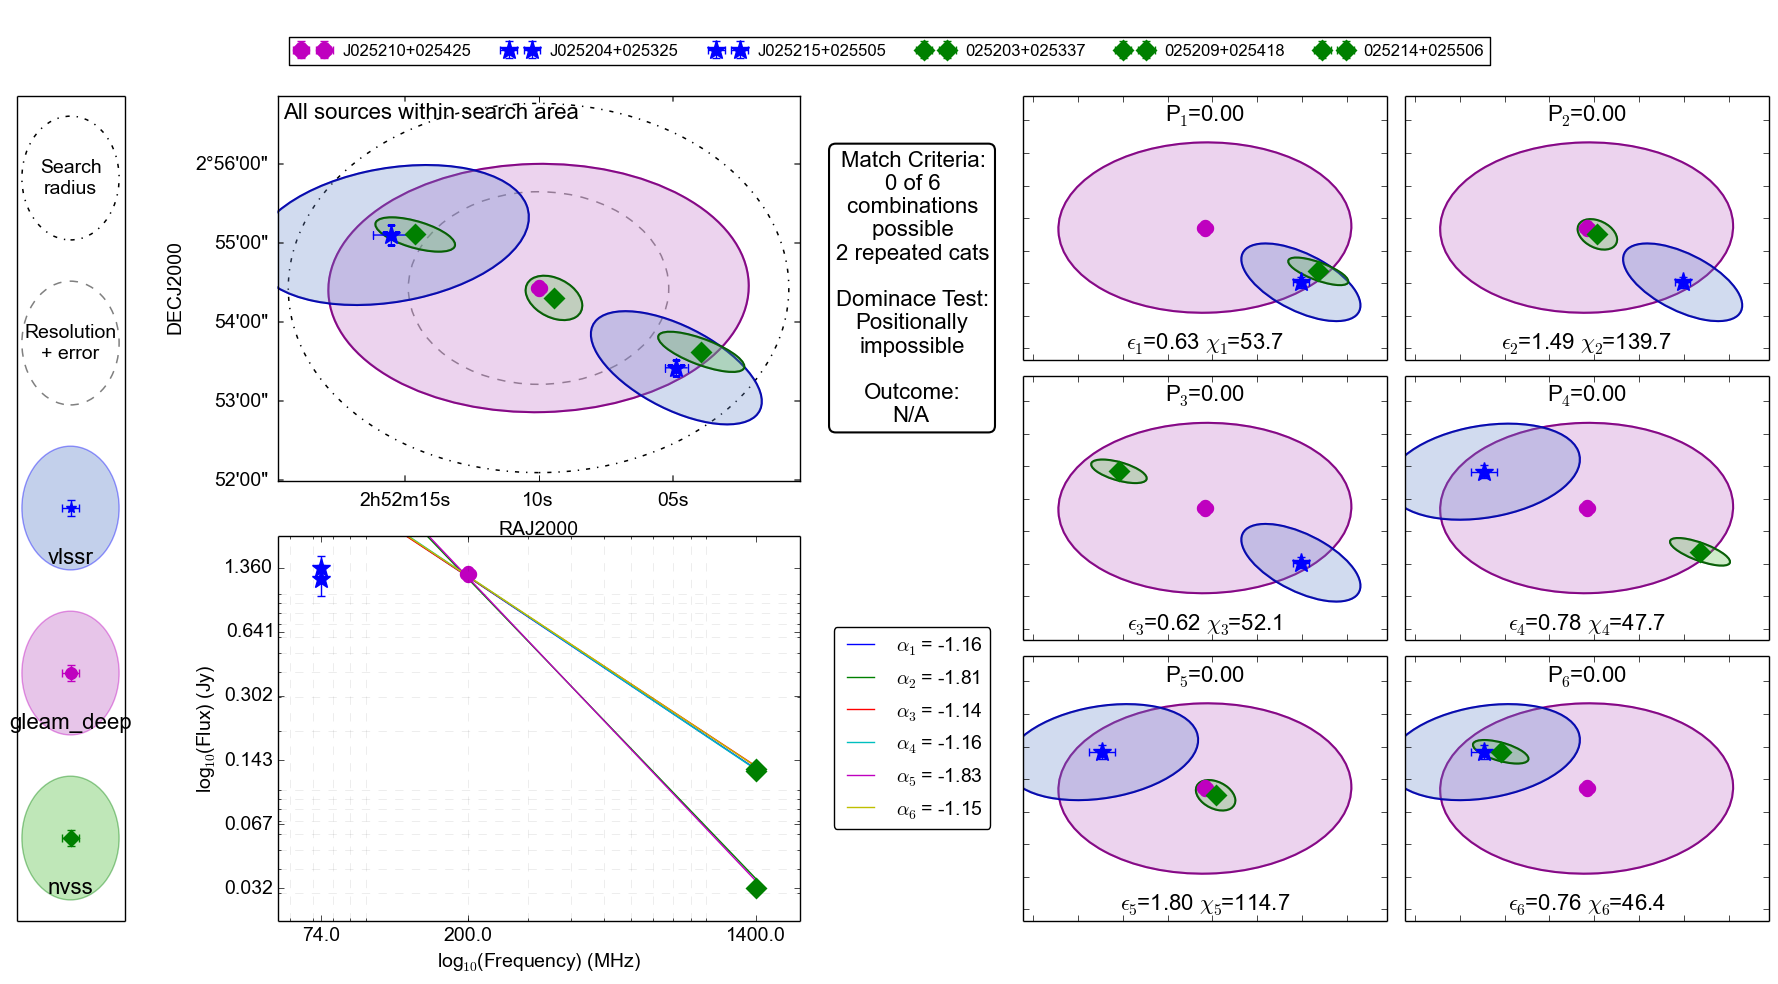 J025210+025425 J025204+025325 J025215+025505 025203+025337 025209+025418 025214+025506
Search
radius
Resolution
+ error
vlssr
gleam_deep
nvss
All sources within search area
DECJ2000
2°56'00"
55'00"
54'00"
53'00"
52'00"
2h52m15s 10s 05s
RAJ2000
log10(Flux) (Jy)
1.360
0.641
0.302
0.143
0.067
0.032
74.0 200.0 1400.0
log10(Frequency) (MHz)
Match Criteria:
0 of 6
combinations
possible
2 repeated cats
Dominace Test:
Positionally
impossible
Outcome:
N/A
α1 = -1.16
α2 = -1.81
α3 = -1.14
α4 = -1.16
α5 = -1.83
α6 = -1.15
P1=0.00
ϵ1=0.63 χ1=53.7
P2=0.00
ϵ2=1.49 χ2=139.7
P3=0.00
ϵ3=0.62 χ3=52.1
P4=0.00
ϵ4=0.78 χ4=47.7
P5=0.00
ϵ5=1.80 χ5=114.7
P6=0.00
ϵ6=0.76 χ6=46.4